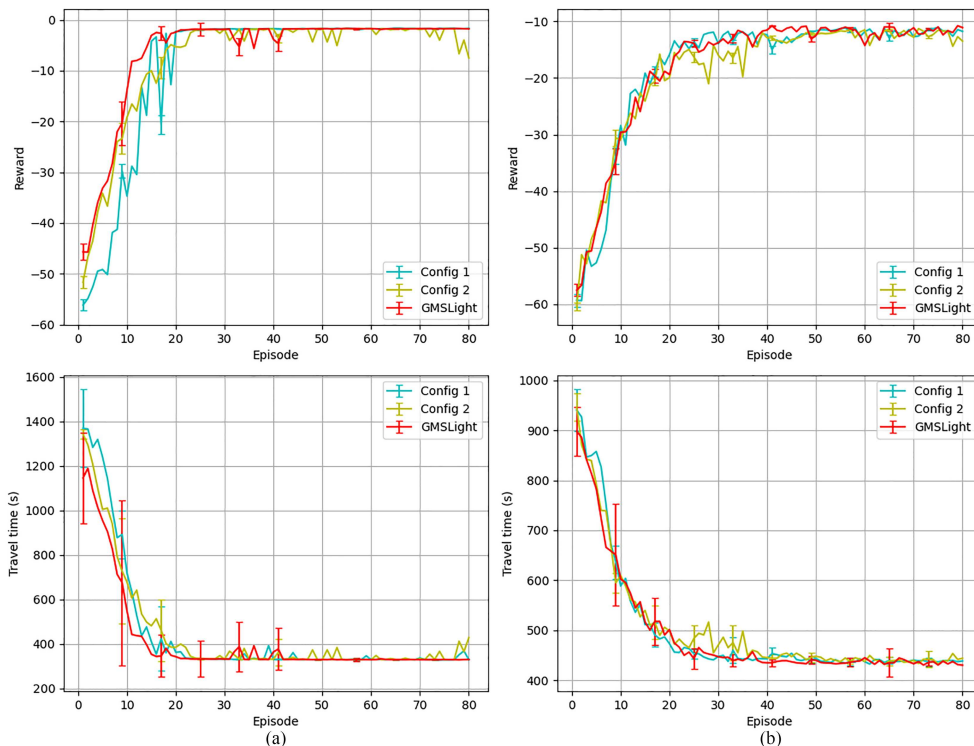 0
−10
−20
−30
−40
−50
−60
Reward
0 10 20 30 40 50 60 70 80
Episode
Config 1
Config 2
GMSLight
−10
−20
−30
−40
−50
−60
Reward
0 10 20 30 40 50 60 70 80
Episode
Config 1
Config 2
GMSLight
1600
1400
1200
1000
800
600
400
200
Travel time (s)
0 10 20 30 40 50 60 70 80
Episode
Config 1
Config 2
GMSLight
(a)
1000
900
800
700
600
500
400
Travel time (s)
0 10 20 30 40 50 60 70 80
Episode
Config 1
Config 2
GMSLight
(b)